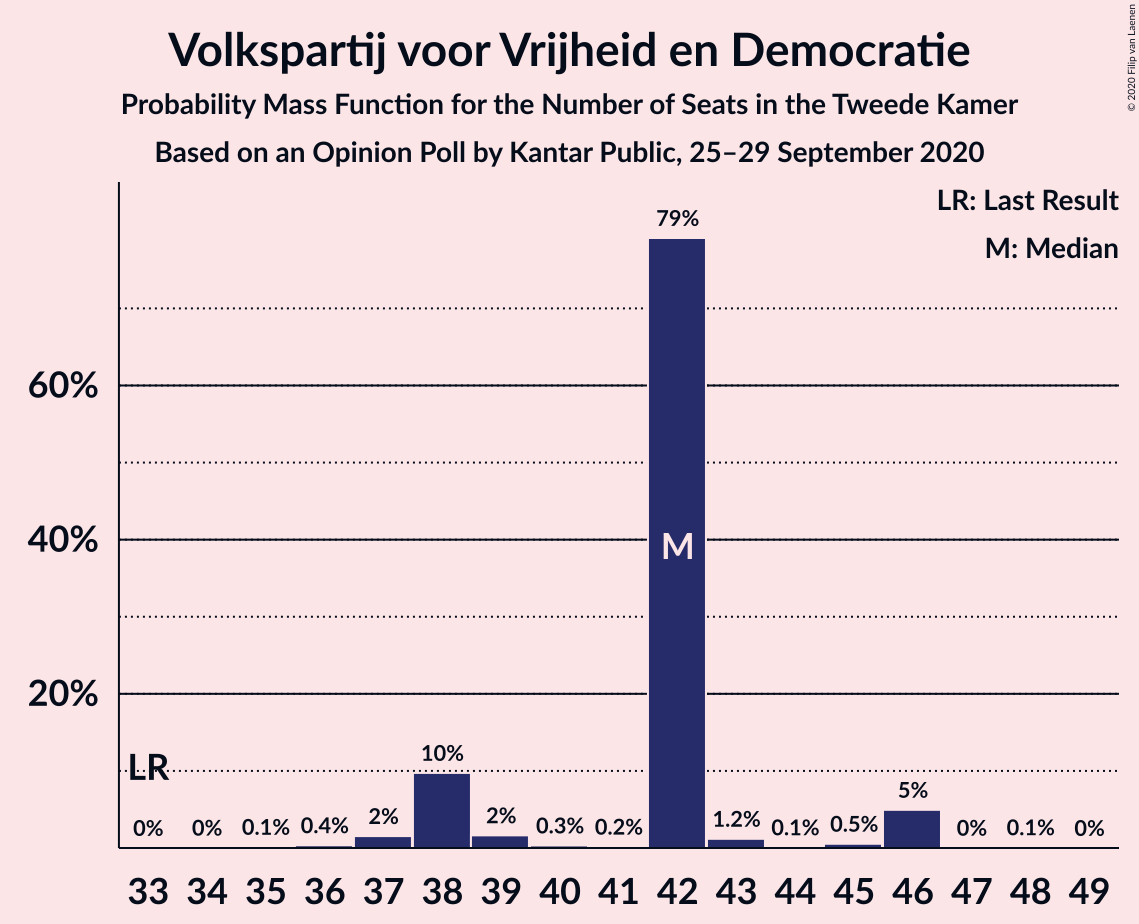 Volkspartij voor Vrijheid en Democratie
Probability Mass Function for the Number of Seats in the Tweede Kamer
Based on an Opinion Poll by Kantar Public, 25–29 September 2020
© 2020 Filip van Laenen
LR: Last Result
M: Median
60%
40%
20%
LR
M
0% 0% 0.1% 0.4% 2% 10% 2% 0.3% 0.2% 79% 1.2% 0.1% 0.5% 5% 0% 0.1% 0%
33 34 35 36 37 38 39 40 41 42 43 44 45 46 47 48 49